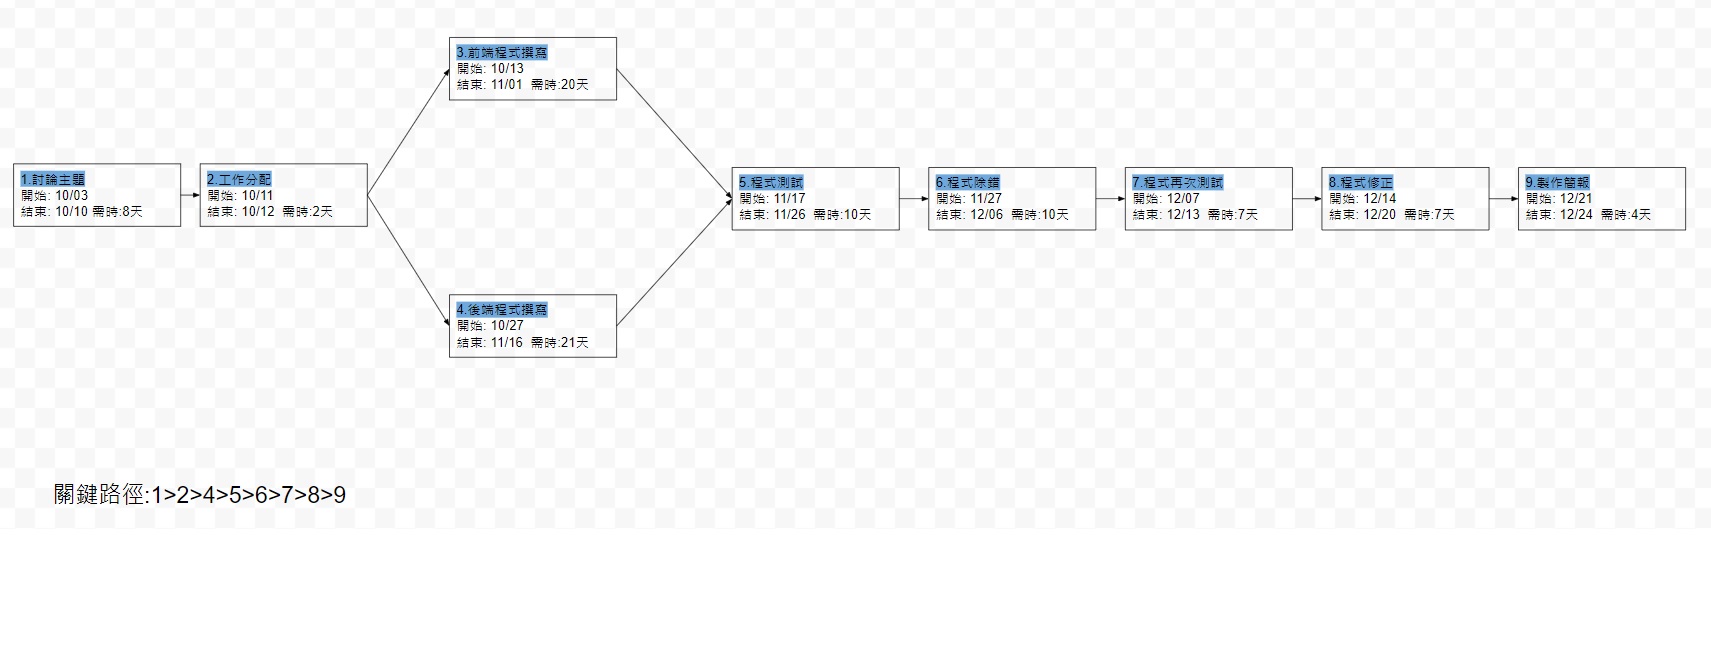 3.前端程式撰寫
開始: 10/13
結束: 11/01 需時:20天
1.討論主題
開始: 10/03
結束: 10/10 需時:8天
2.工作分配
開始: 10/11
結束: 10/12 需時:2天
5.程式測試
開始: 11/17
結束: 11/26 需時:10天
6.程式除錯
開始: 11/27
結束: 12/06 需時:10天
7.程式再次測試
開始: 12/07
結束: 12/13 需時:7天
8.程式修正
開始: 12/14
結束: 12/20 需時:7天
9.製作簡報
開始: 12/21
結束: 12/24 需時:4天
4.後端程式撰寫
開始: 10/27
結束: 11/16 需時:21天
關鍵路徑:1>2>4>5>6>7>8>9